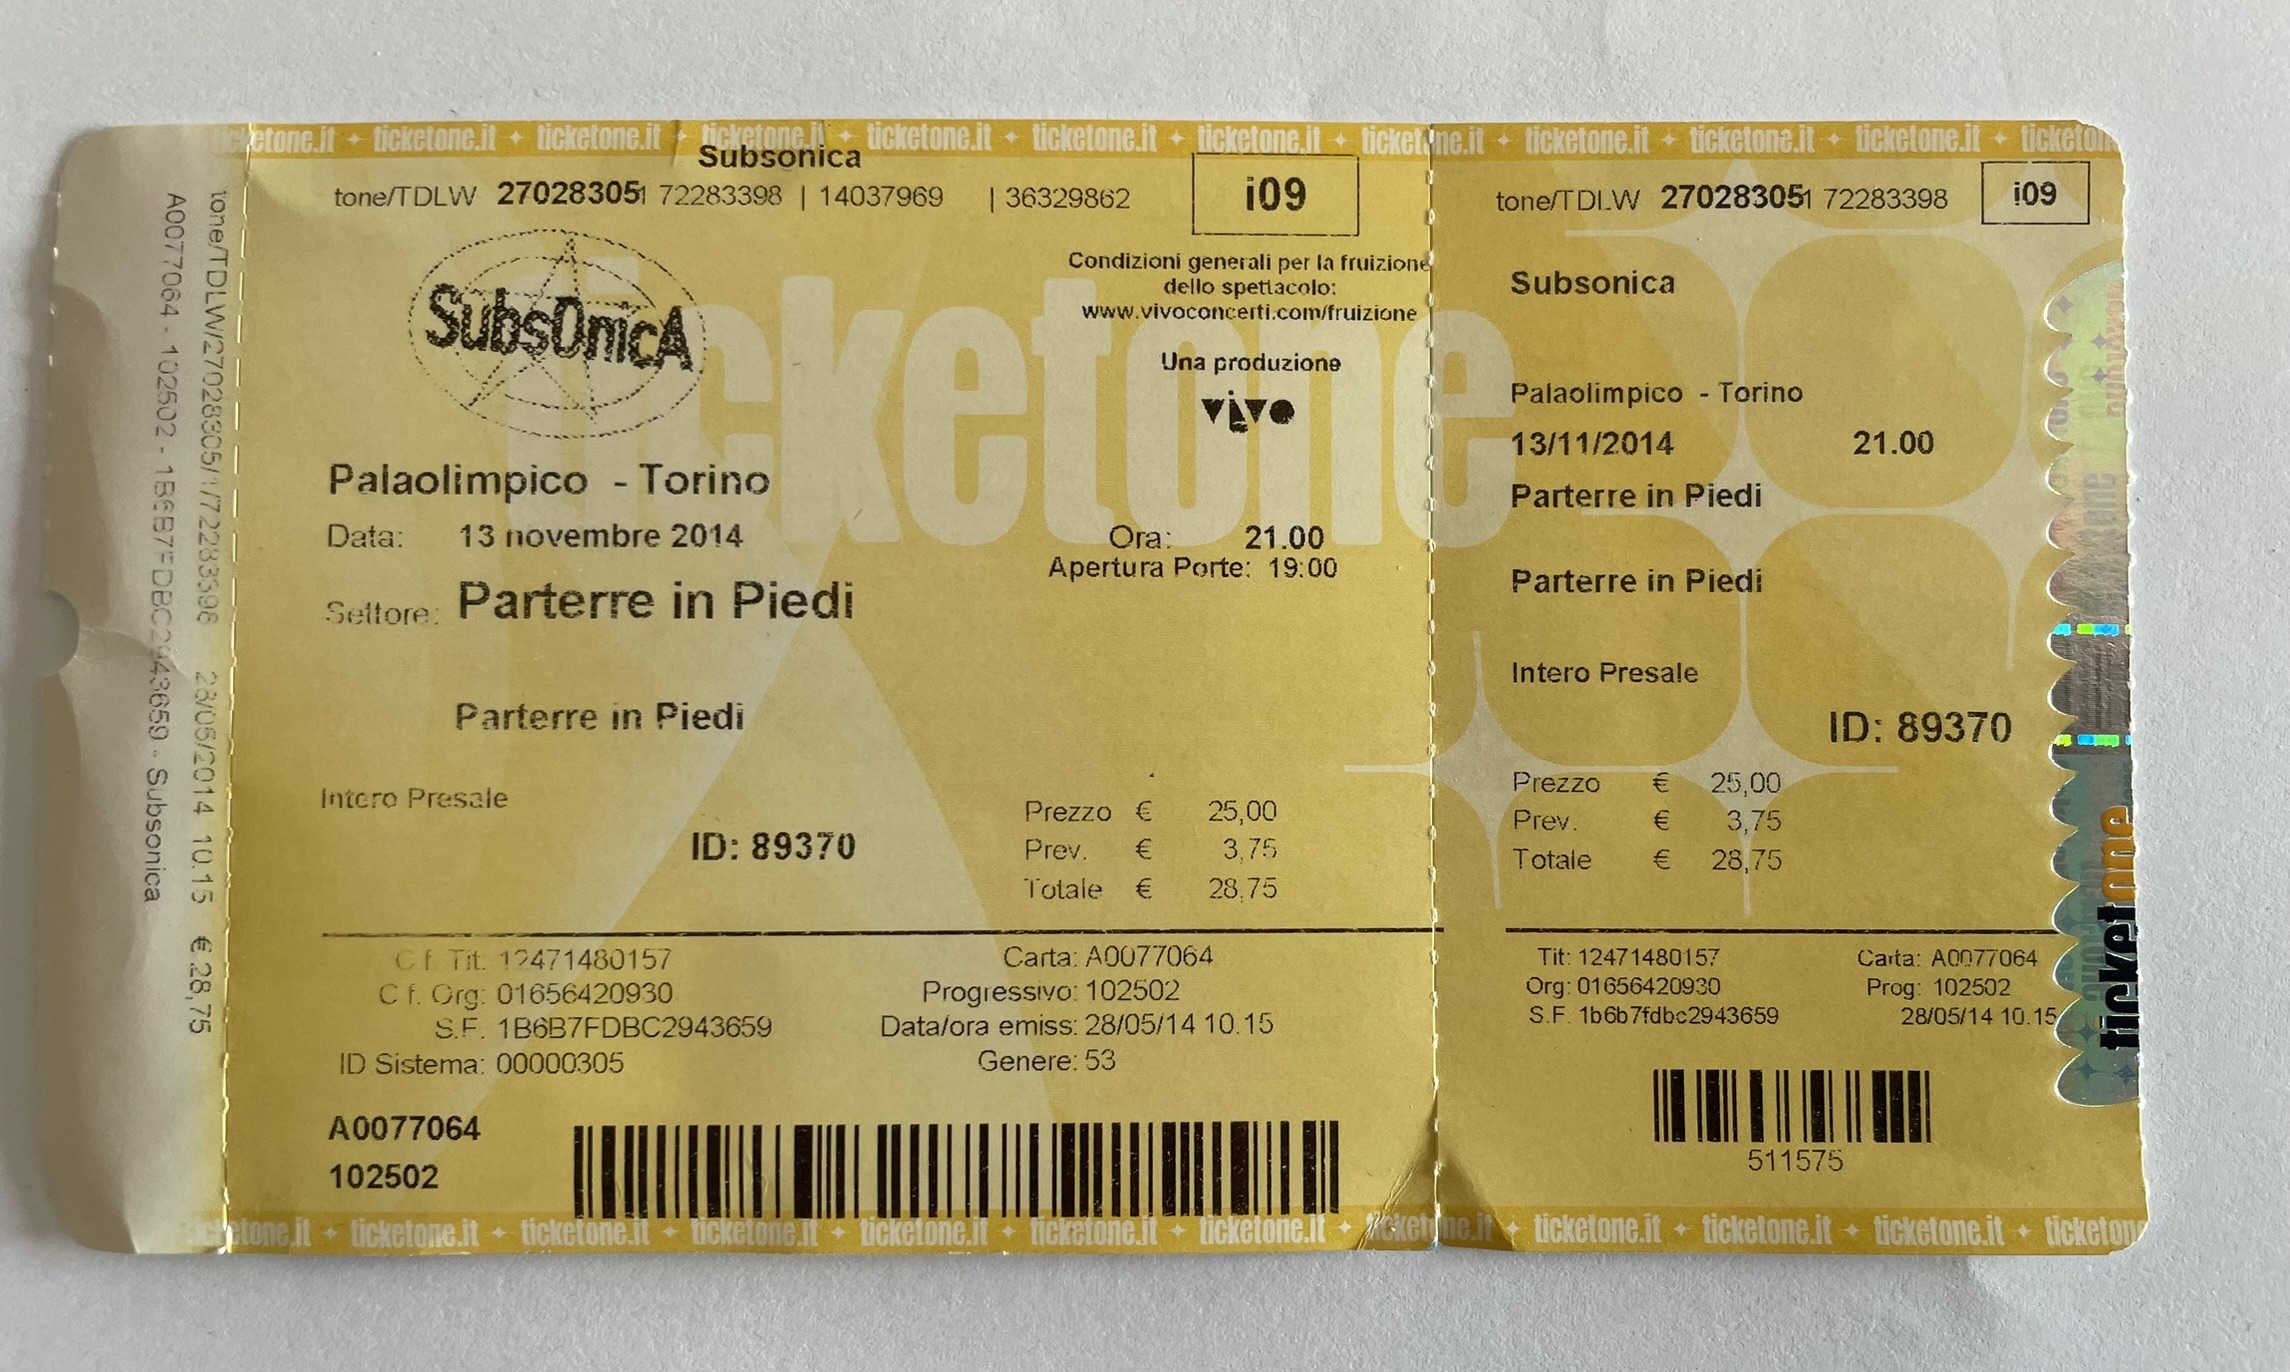 ticketone.it ticketone.it ticketone.it ticketone.it ticketone.it ticketone.it ticketone.it
Subsonica
tone/TDLW 270283051 72283398 | 14037969 | 36329862
i09
SubsOnicA
Condizioni generali per la fruizione
dello spettacolo:
www.vivoconcerti.com/fruizione
Una produzione
vivo
ticketone
Palaolimpico - Torino
Data: 13 novembre 2014
Ora: 21.00
Apertura Porte: 19:00
Settore: Parterre in Piedi
Parterre in Piedi
Intero Presale
ID: 89370
Prezzo € 25,00
Prev. € 3,75
Totale € 28,75
C.f. Tit: 12471480157
C.f. Org: 01656420930
S.F. 1B6B7FDBC2943659
ID Sistema: 00000305
Carta: A0077064
Progressivo: 102502
Data/ora emiss: 28/05/14 10.15
Genere: 53
A0077064
102502
ticketone.it ticketone.it ticketone.it ticketone.it ticketone.it ticketone.it ticketone.it ticketone.it
tone/TDLW/27028305/1/72283398 28/05/2014 10.15 € 28,75
A0077064 - 102502 - 1B6B7FDBC2943659 - Subsonica
ticketone.it ticketone.it ticketone.it ticketon
tone/TDLW 270283051 72283398
i09
Subsonica
Palaolimpico - Torino
13/11/2014 21.00
Parterre in Piedi
Parterre in Piedi
Intero Presale
ID: 89370
Prezzo € 25,00
Prev. € 3,75
Totale € 28,75
Tit: 12471480157
Org: 01656420930
S.F. 1b6b7fdbc2943659
Carta: A0077064
Prog: 102502
28/05/14 10.15
511575
ticketone.it ticketone.it ticketone.it ticketone
ticketone